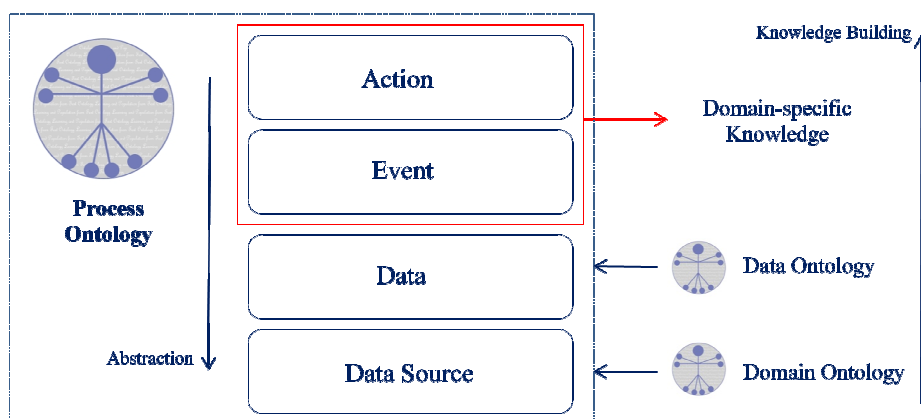 Knowledge Building
Action
Domain-specific
Knowledge
Event
Process
Ontology
Data
Data Ontology
Abstraction
Data Source
Domain Ontology